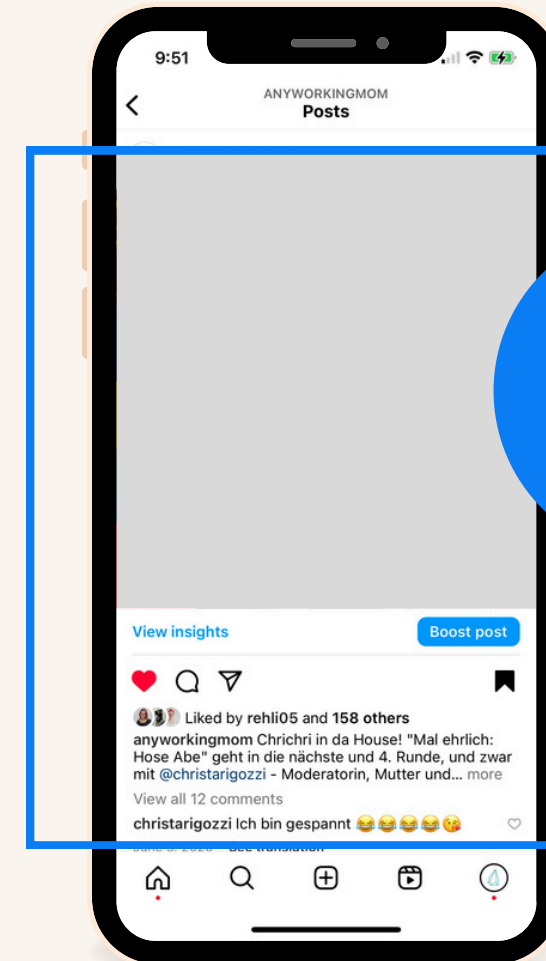 9:51
ANYWORKINGMOM
Posts
View insights
Boost post
Liked by rehli05 and 158 others
anyworkingmom Chrichri in da House! "Mal ehrlich:
Hose Abe" geht in die nächste und 4. Runde, und zwar
mit @christarigozzi - Moderatorin, Mutter und... more
View all 12 comments
christarigozzi Ich bin gespannt 😂😂😂😂😘